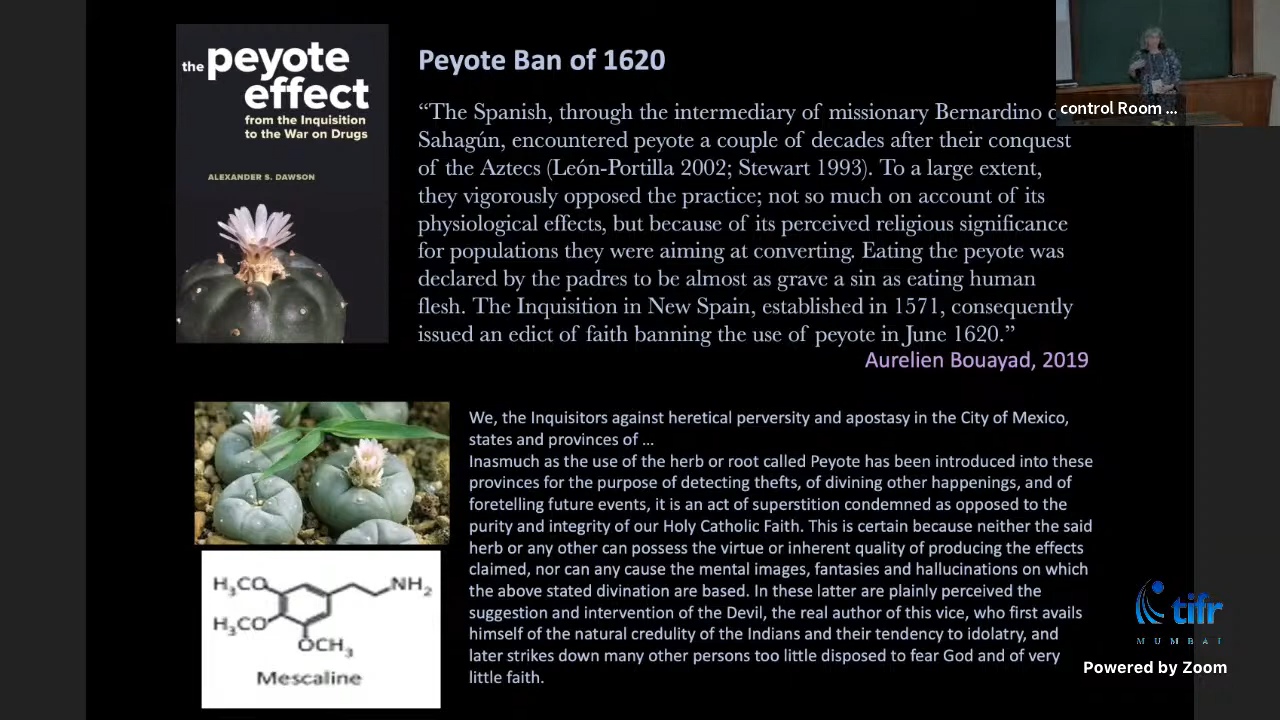 the peyote
effect
from the Inquisition
to the War on Drugs
ALEXANDER S. DAWSON
Peyote Ban of 1620
“The Spanish, through the intermediary of missionary Bernardino
Sahagún, encountered peyote a couple of decades after their conquest
of the Aztecs (León-Portilla 2002; Stewart 1993). To a large extent,
they vigorously opposed the practice; not so much on account of its
physiological effects, but because of its perceived religious significance
for populations they were aiming at converting. Eating the peyote was
declared by the padres to be almost as grave a sin as eating human
flesh. The Inquisition in New Spain, established in 1571, consequently
issued an edict of faith banning the use of peyote in June 1620.”
Aurelien Bouayad, 2019
control Room ...
We, the Inquisitors against heretical perversity and apostasy in the City of Mexico,
states and provinces of …
Inasmuch as the use of the herb or root called Peyote has been introduced into these
provinces for the purpose of detecting thefts, of divining other happenings, and of
foretelling future events, it is an act of superstition condemned as opposed to the
purity and integrity of our Holy Catholic Faith. This is certain because neither the said
herb or any other can possess the virtue or inherent quality of producing the effects
claimed, nor can any cause the mental images, fantasies and hallucinations on which
the above stated divination are based. In these latter are plainly perceived the
suggestion and intervention of the Devil, the real author of this vice, who first avails
himself of the natural credulity of the Indians and their tendency to idolatry, and
later strikes down many other persons too little disposed to fear God and of very
little faith.
H₃CO
NH₂
H₃CO
OCH₃
Mescaline
tifr
MUMBAI
Powered by Zoom